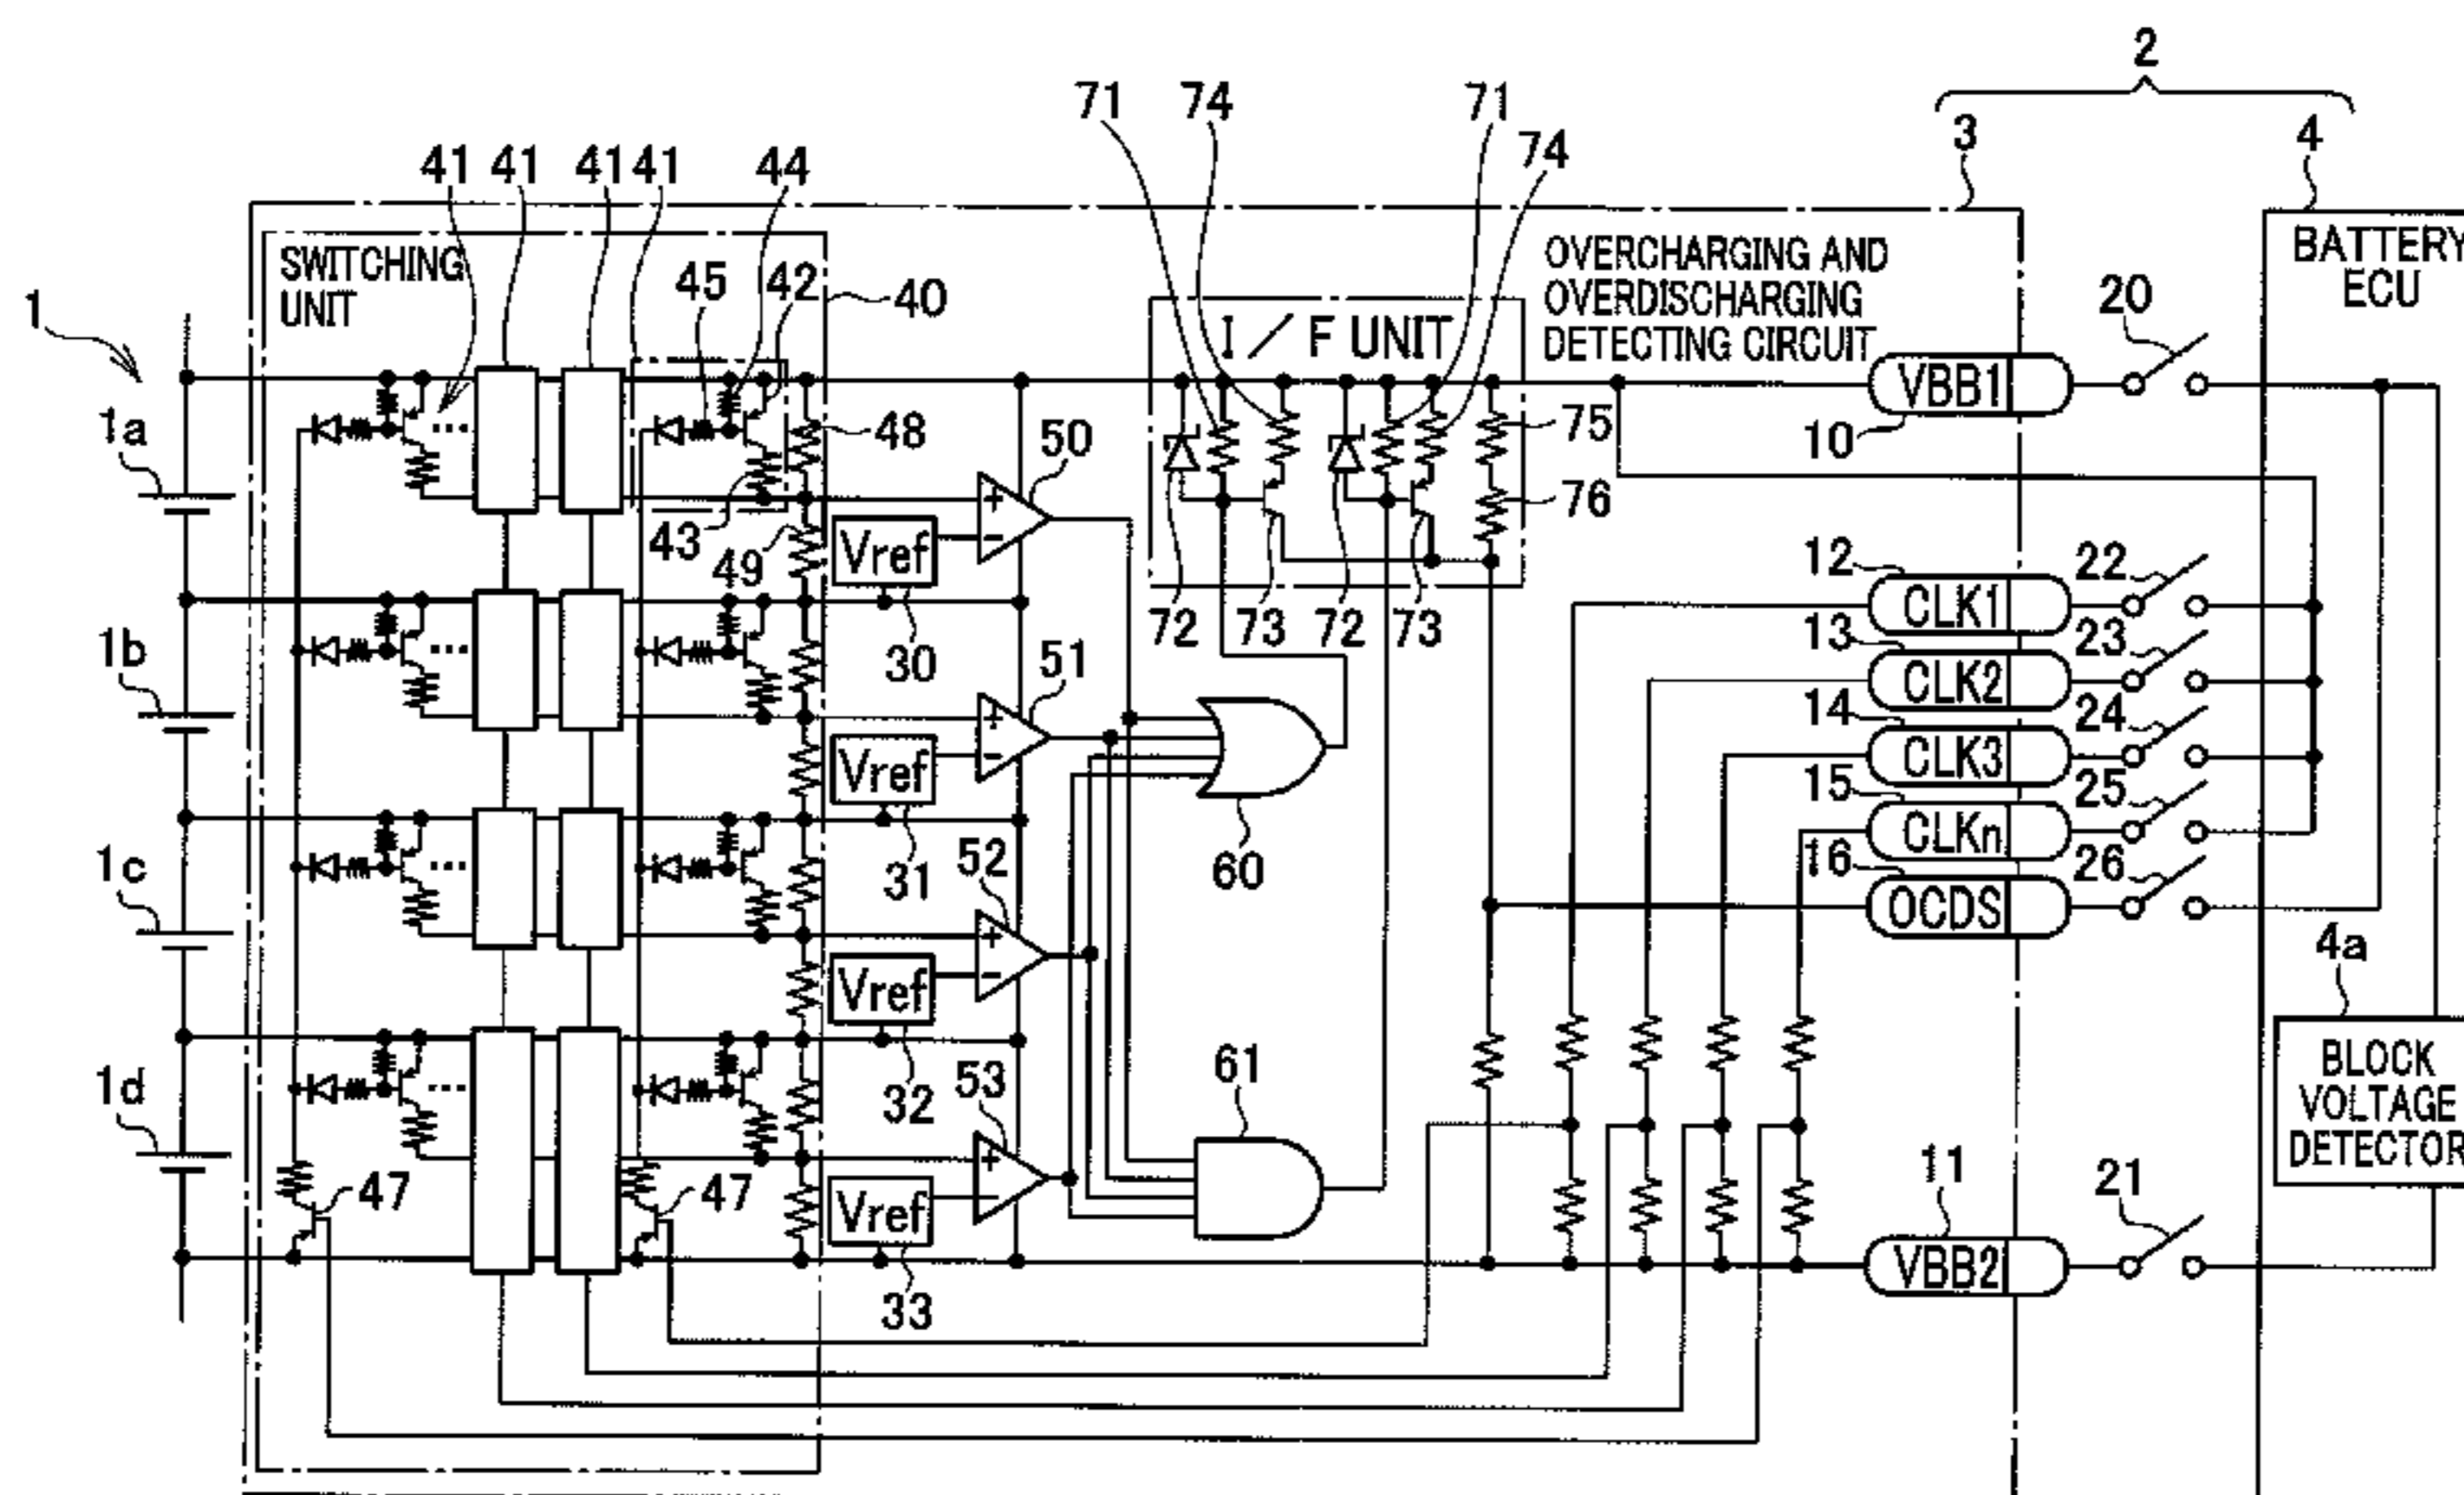 2
71 74 71 3 4
41 41 41 41 44 74
SWITCHING
UNIT
45 42 40
OVERCHARGING AND
OVERDISCHARGING
DETECTING CIRCUIT
BATTERY
ECU
20
1
I / F UNIT
VBB1
10
1a
48 50 75
43 + − 76
Vref
49
12 22
CLK1
72 73 72 73
13 23
1b
30 51
CLK2
+
14 24
Vref −
CLK3
15 25
31 52 60
CLKn
1c
16 26
+
OCDS
Vref −
4a
32 53 61
BLOCK
VOLTAGE
DETECTOR
1d
+
47 47
Vref −
11 21
VBB2
33